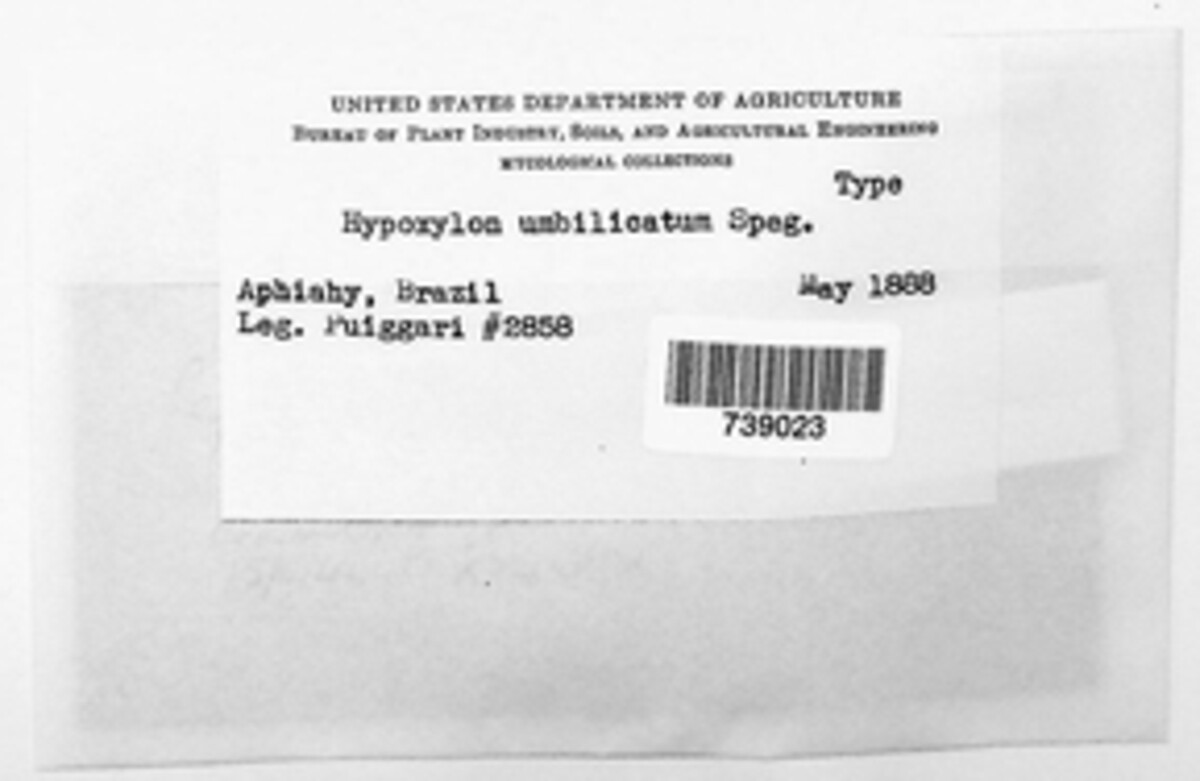 UNITED STATES DEPARTMENT OF AGRICULTURE
BUREAU OF PLANT INDUSTRY, SOILS, AND AGRICULTURAL ENGINEERING
MYCOLOGICAL COLLECTIONS
Type
Hypoxylon umbilicatum Speg.
Aphiahy, Brazil May 1888
Leg. Puiggari #2858
739023